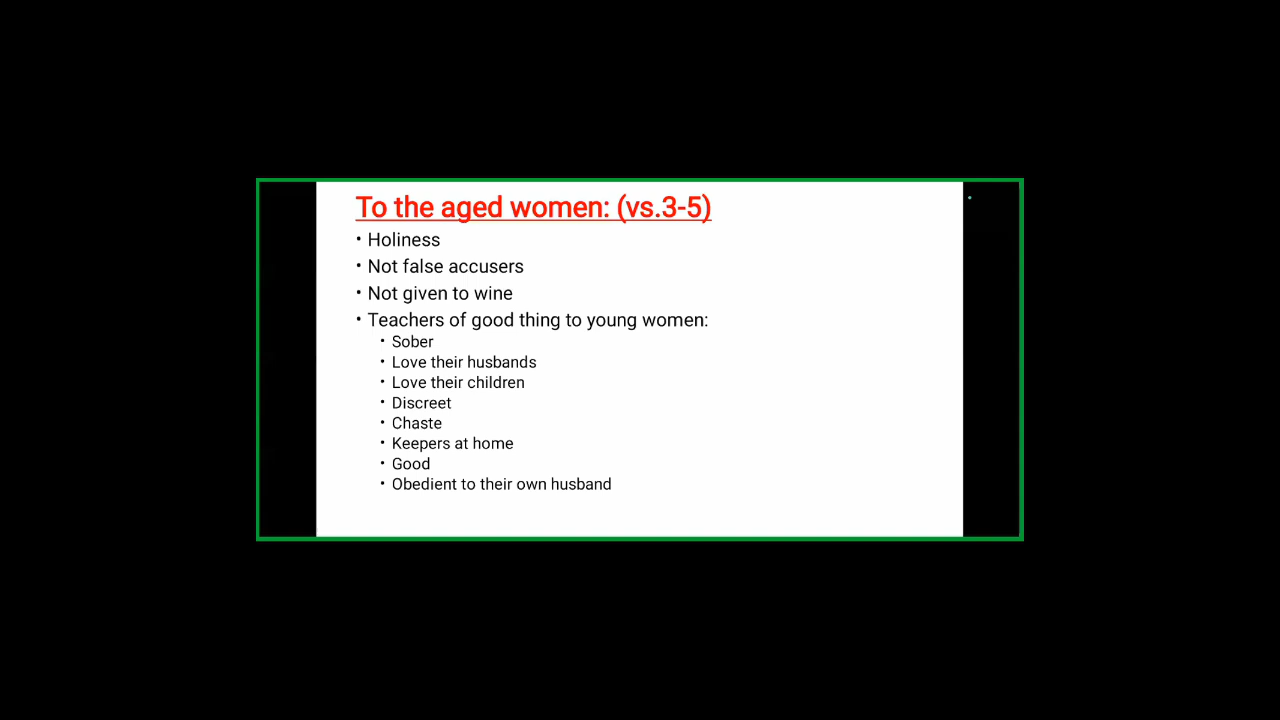 To the aged women: (vs.3-5)
• Holiness
• Not false accusers
• Not given to wine
• Teachers of good thing to young women:
• Sober
• Love their husbands
• Love their children
• Discreet
• Chaste
• Keepers at home
• Good
• Obedient to their own husband